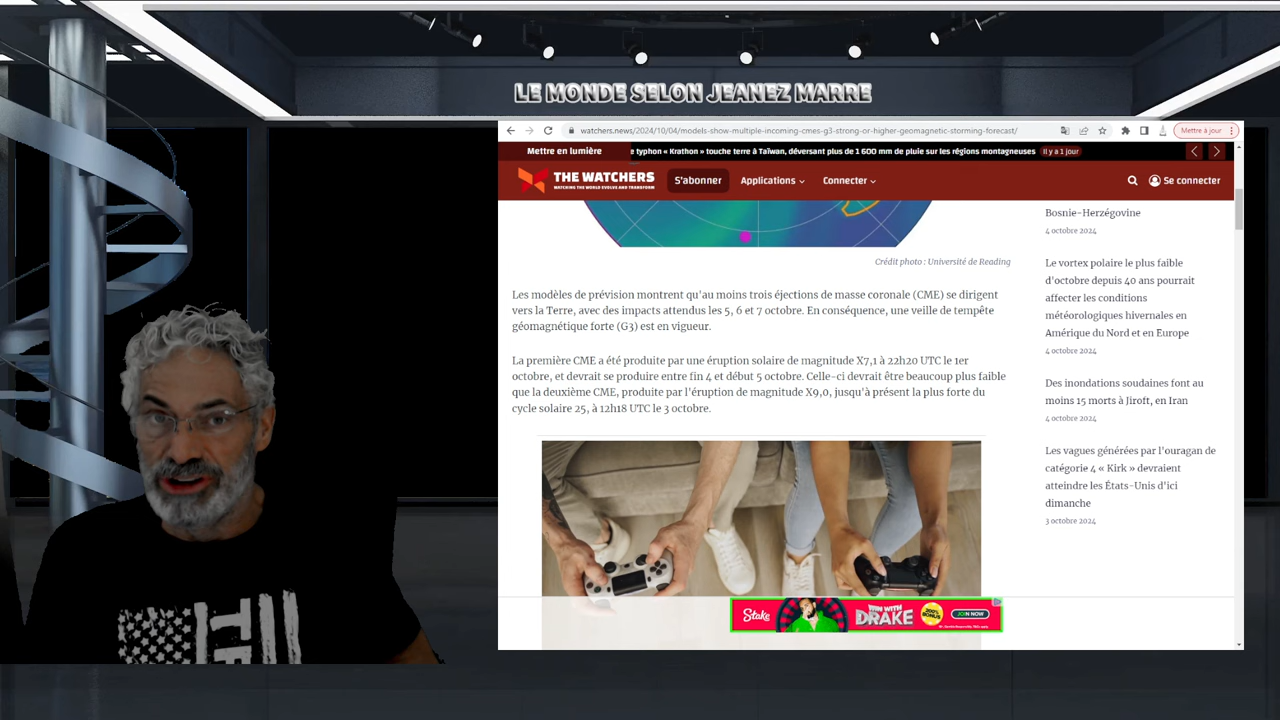 LE MONDE SELON JEANEZ MARRE
watchers.news/2024/10/04/models-show-multiple-incoming-cmes-g3-strong-or-higher-geomagnetic-storming-forecast/
Mettre à jour
Mettre en lumière
e typhon « Krathon » touche terre à Taïwan, déversant plus de 1 600 mm de pluie sur les régions montagneuses
Il y a 1 jour
THE WATCHERS
WATCHING THE WORLD EVOLVE AND TRANSFORM
S'abonner
Applications
Connecter
Se connecter
Crédit photo : Université de Reading
Les modèles de prévision montrent qu'au moins trois éjections de masse coronale (CME) se dirigent
vers la Terre, avec des impacts attendus les 5, 6 et 7 octobre. En conséquence, une veille de tempête
géomagnétique forte (G3) est en vigueur.
La première CME a été produite par une éruption solaire de magnitude X7,1 à 22h20 UTC le 1er
octobre, et devrait se produire entre fin 4 et début 5 octobre. Celle-ci devrait être beaucoup plus faible
que la deuxième CME, produite par l'éruption de magnitude X9,0, jusqu'à présent la plus forte du
cycle solaire 25, à 12h18 UTC le 3 octobre.
Bosnie-Herzégovine
4 octobre 2024
Le vortex polaire le plus faible
d'octobre depuis 40 ans pourrait
affecter les conditions
météorologiques hivernales en
Amérique du Nord et en Europe
4 octobre 2024
Des inondations soudaines font au
moins 15 morts à Jiroft, en Iran
4 octobre 2024
Les vagues générées par l'ouragan de
catégorie 4 « Kirk » devraient
atteindre les États-Unis d'ici
dimanche
3 octobre 2024
Stake
WIN WITH
DRAKE
200%
BONUS
JOIN NOW